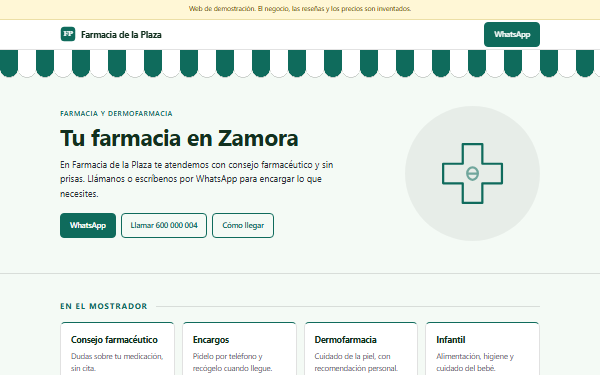 Web de demostración. El negocio, las reseñas y los precios son inventados.
FP Farmacia de la Plaza
WhatsApp
FARMACIA Y DERMOFARMACIA
Tu farmacia en Zamora
En Farmacia de la Plaza te atendemos con consejo farmacéutico y sin
prisas. Llámanos o escríbenos por WhatsApp para encargar lo que
necesites.
WhatsApp
Llamar 600 000 004
Cómo llegar
EN EL MOSTRADOR
Consejo farmacéutico
Dudas sobre tu medicación,
sin cita.
Encargos
Pídelo por teléfono y
recógelo cuando llegue.
Dermofarmacia
Cuidado de la piel, con
recomendación personal.
Infantil
Alimentación, higiene y
cuidado del bebé.